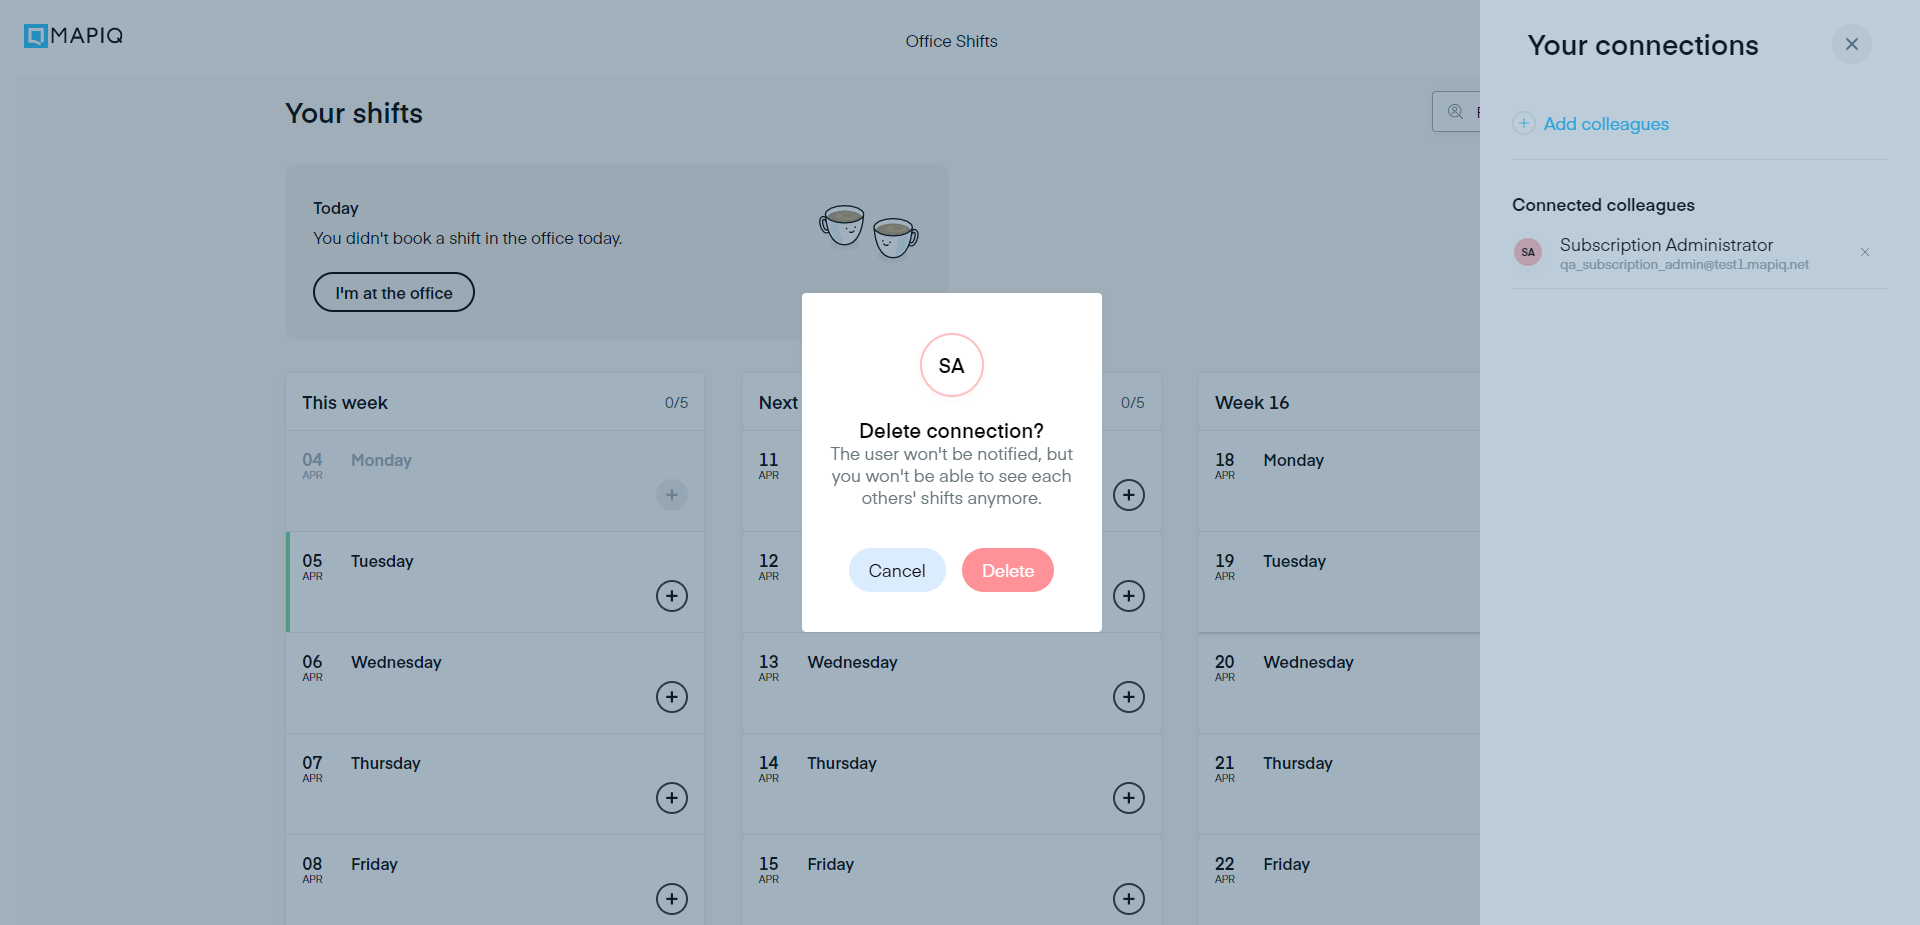 MAPIQ
Office Shifts
Your shifts
Today
You didn't book a shift in the office today.
I'm at the office
This week 0/5
04 Monday
APR
05 Tuesday
APR
06 Wednesday
APR
07 Thursday
APR
08 Friday
APR
Next 0/5
11
APR
12
APR
13 Wednesday
APR
14 Thursday
APR
15 Friday
APR
Week 16
18 Monday
APR
19 Tuesday
APR
20 Wednesday
APR
21 Thursday
APR
22 Friday
APR
SA
Delete connection?
The user won't be notified, but
you won't be able to see each
others' shifts anymore.
Cancel Delete
Your connections
Add colleagues
Connected colleagues
SA Subscription Administrator
qa_subscription_admin@test1.mapiq.net